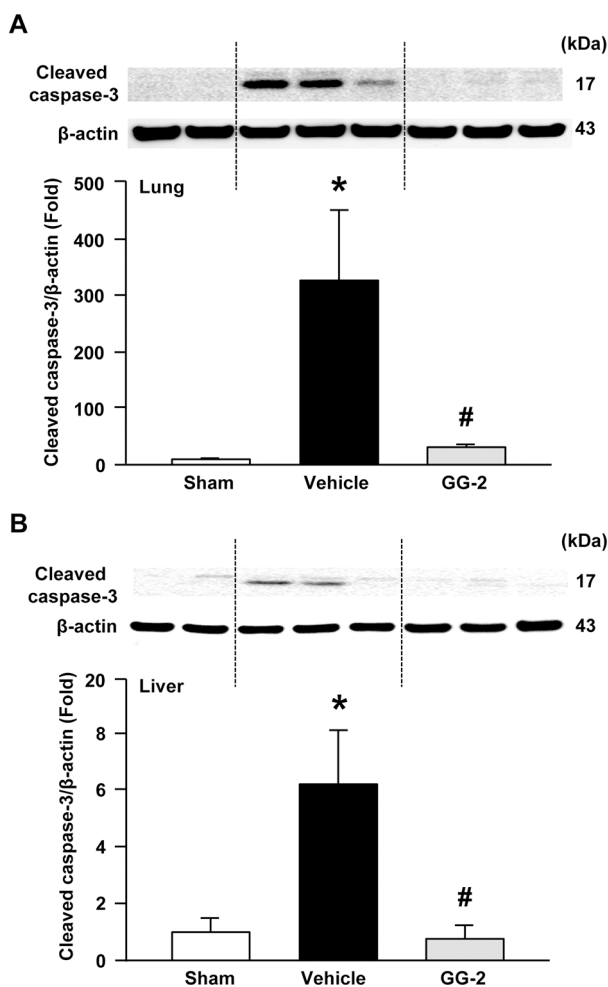 A
(kDa)
Cleaved
caspase-3
17
β-actin
43
Cleaved caspase-3/β-actin (Fold)
500
400
300
200
100
0
Lung
*
#
Sham Vehicle GG-2
B
(kDa)
Cleaved
caspase-3
17
β-actin
43
Cleaved caspase-3/β-actin (Fold)
20
8
6
4
2
0
Liver
*
#
Sham Vehicle GG-2